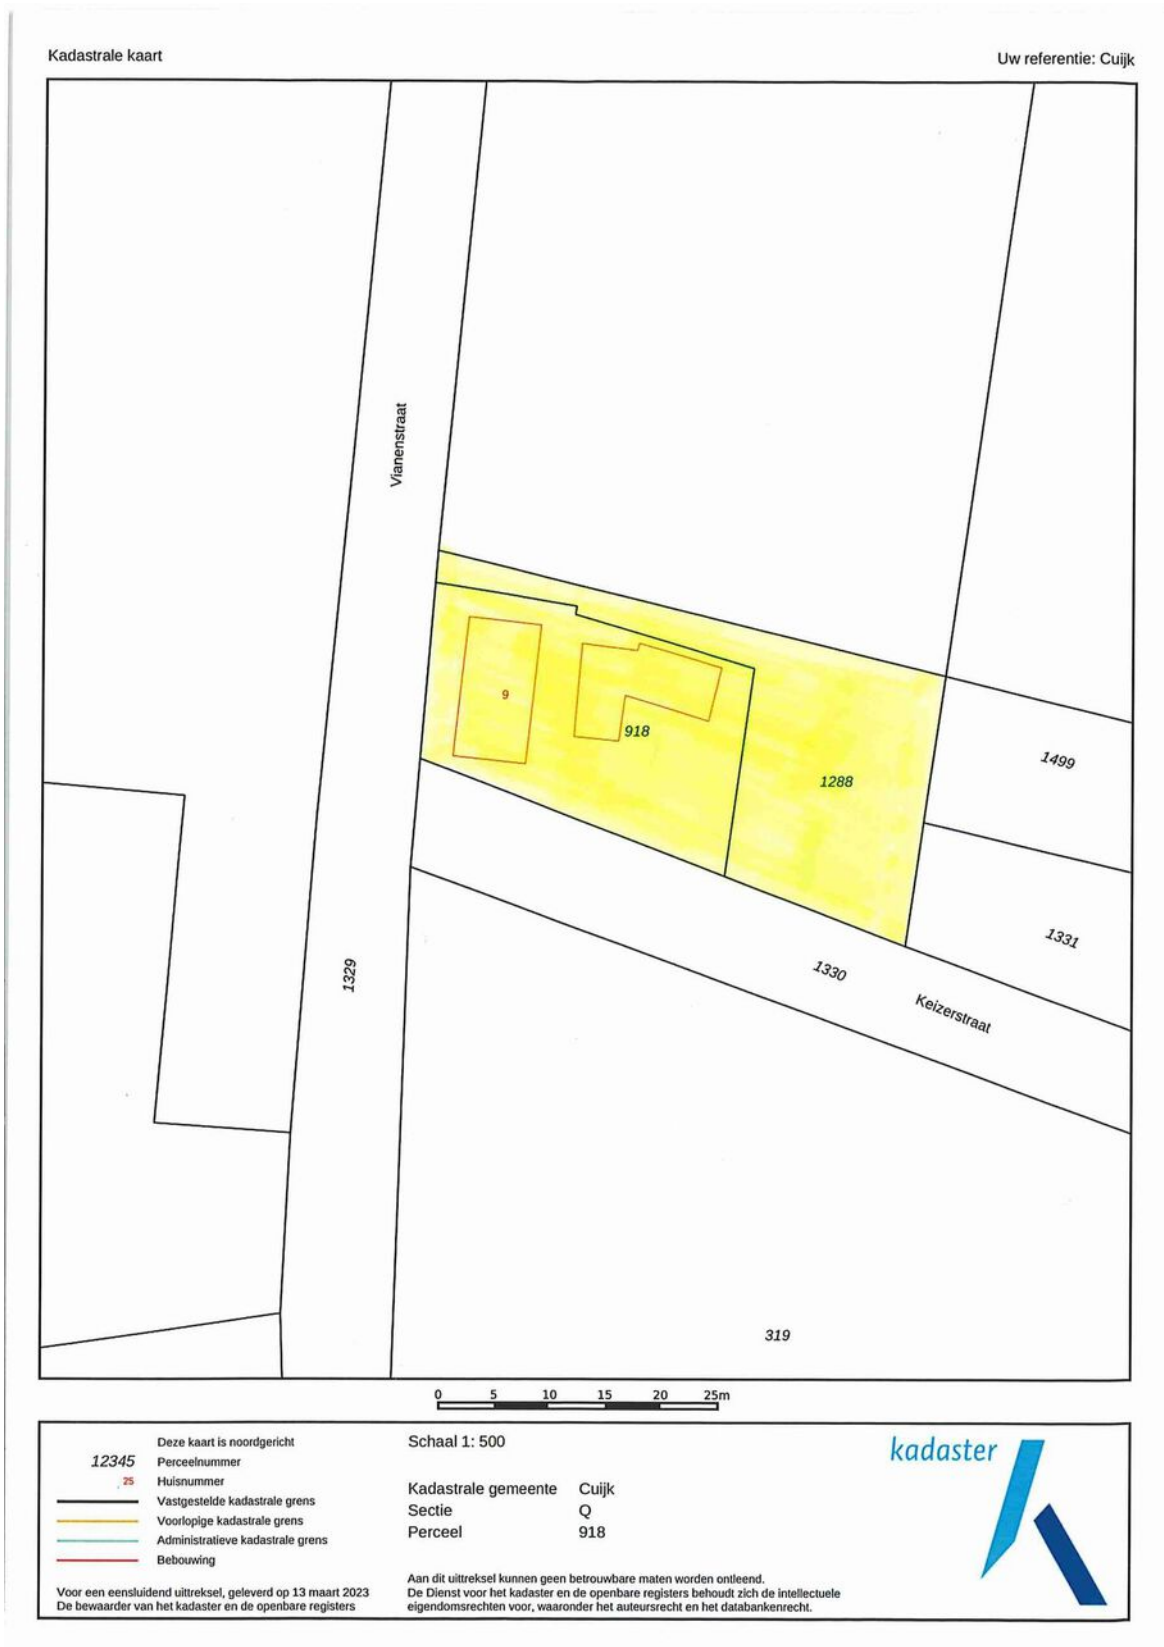 Kadastrale kaart
Uw referentie: Cuijk
Vianenstraat
9
918
1288
1499
1331
1330
Keizerstraat
1329
319
0 5 10 15 20 25m
Deze kaart is noordgericht
12345 Perceelnummer
25 Huisnummer
Vastgestelde kadastrale grens
Voorlopige kadastrale grens
Administratieve kadastrale grens
Bebouwing
Voor een eensluidend uittreksel, geleverd op 13 maart 2023
De bewaarder van het kadaster en de openbare registers
Schaal 1: 500
Kadastrale gemeente Cuijk
Sectie Q
Perceel 918
Aan dit uittreksel kunnen geen betrouwbare maten worden ontleend.
De Dienst voor het kadaster en de openbare registers behoudt zich de intellectuele
eigendomsrechten voor, waaronder het auteursrecht en het databankenrecht.
kadaster